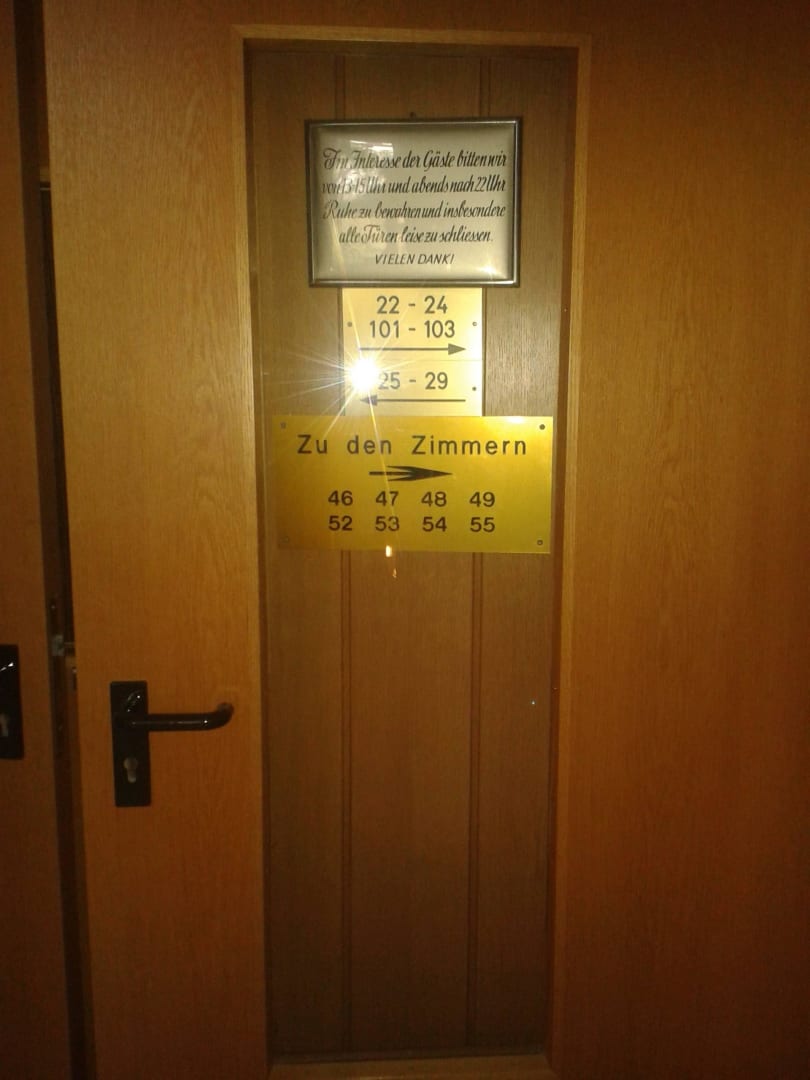 Im Interesse der Gäste bitten wir
von 13-15 Uhr und abends nach 22 Uhr
Ruhe zu bewahren und insbesondere
alle Türen leise zu schliessen.
VIELEN DANK!
22 - 24
101 - 103
25 - 29
Zu den Zimmern
46 47 48 49
52 53 54 55